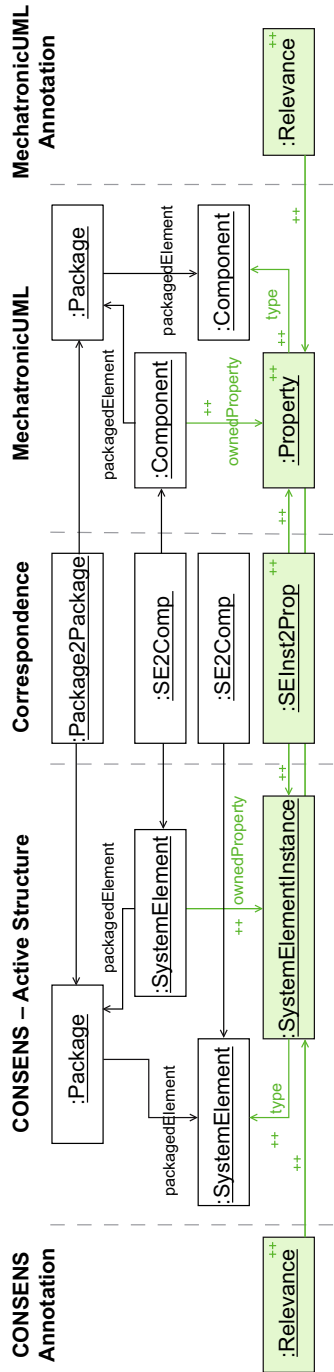 CONSENS
Annotation
CONSENS – Active Structure
Correspondence
MechatronicUML
MechatronicUML
Annotation
:Package
:Package2Package
:Package
packagedElement
packagedElement
packagedElement
packagedElement
:SystemElement
:SE2Comp
:Component
:SystemElement
:SE2Comp
:Component
++
type
++ ownedProperty
++
ownedProperty
++
type
++
:Relevance
++
++
:SystemElementInstance
++
:SEInst2Prop
++
++
:Property
++
++
:Relevance
++